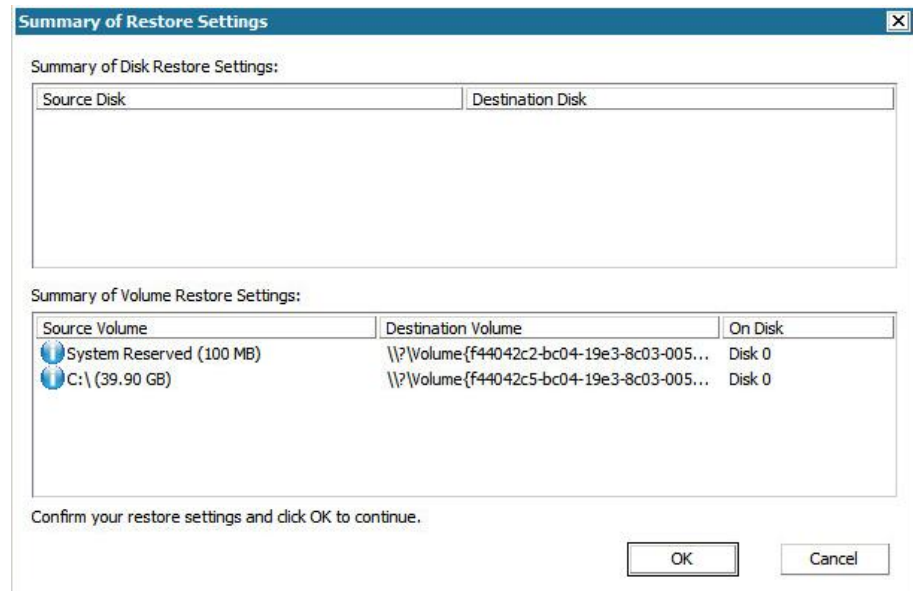 Summary of Restore Settings
Summary of Disk Restore Settings:
Source Disk Destination Disk
Summary of Volume Restore Settings:
Source Volume Destination Volume On Disk
System Reserved (100 MB) \\?\Volume{f44042c2-bc04-19e3-8c03-005... Disk 0
C:\ (39.90 GB) \\?\Volume{f44042c5-bc04-19e3-8c03-005... Disk 0
Confirm your restore settings and click OK to continue.
OK Cancel